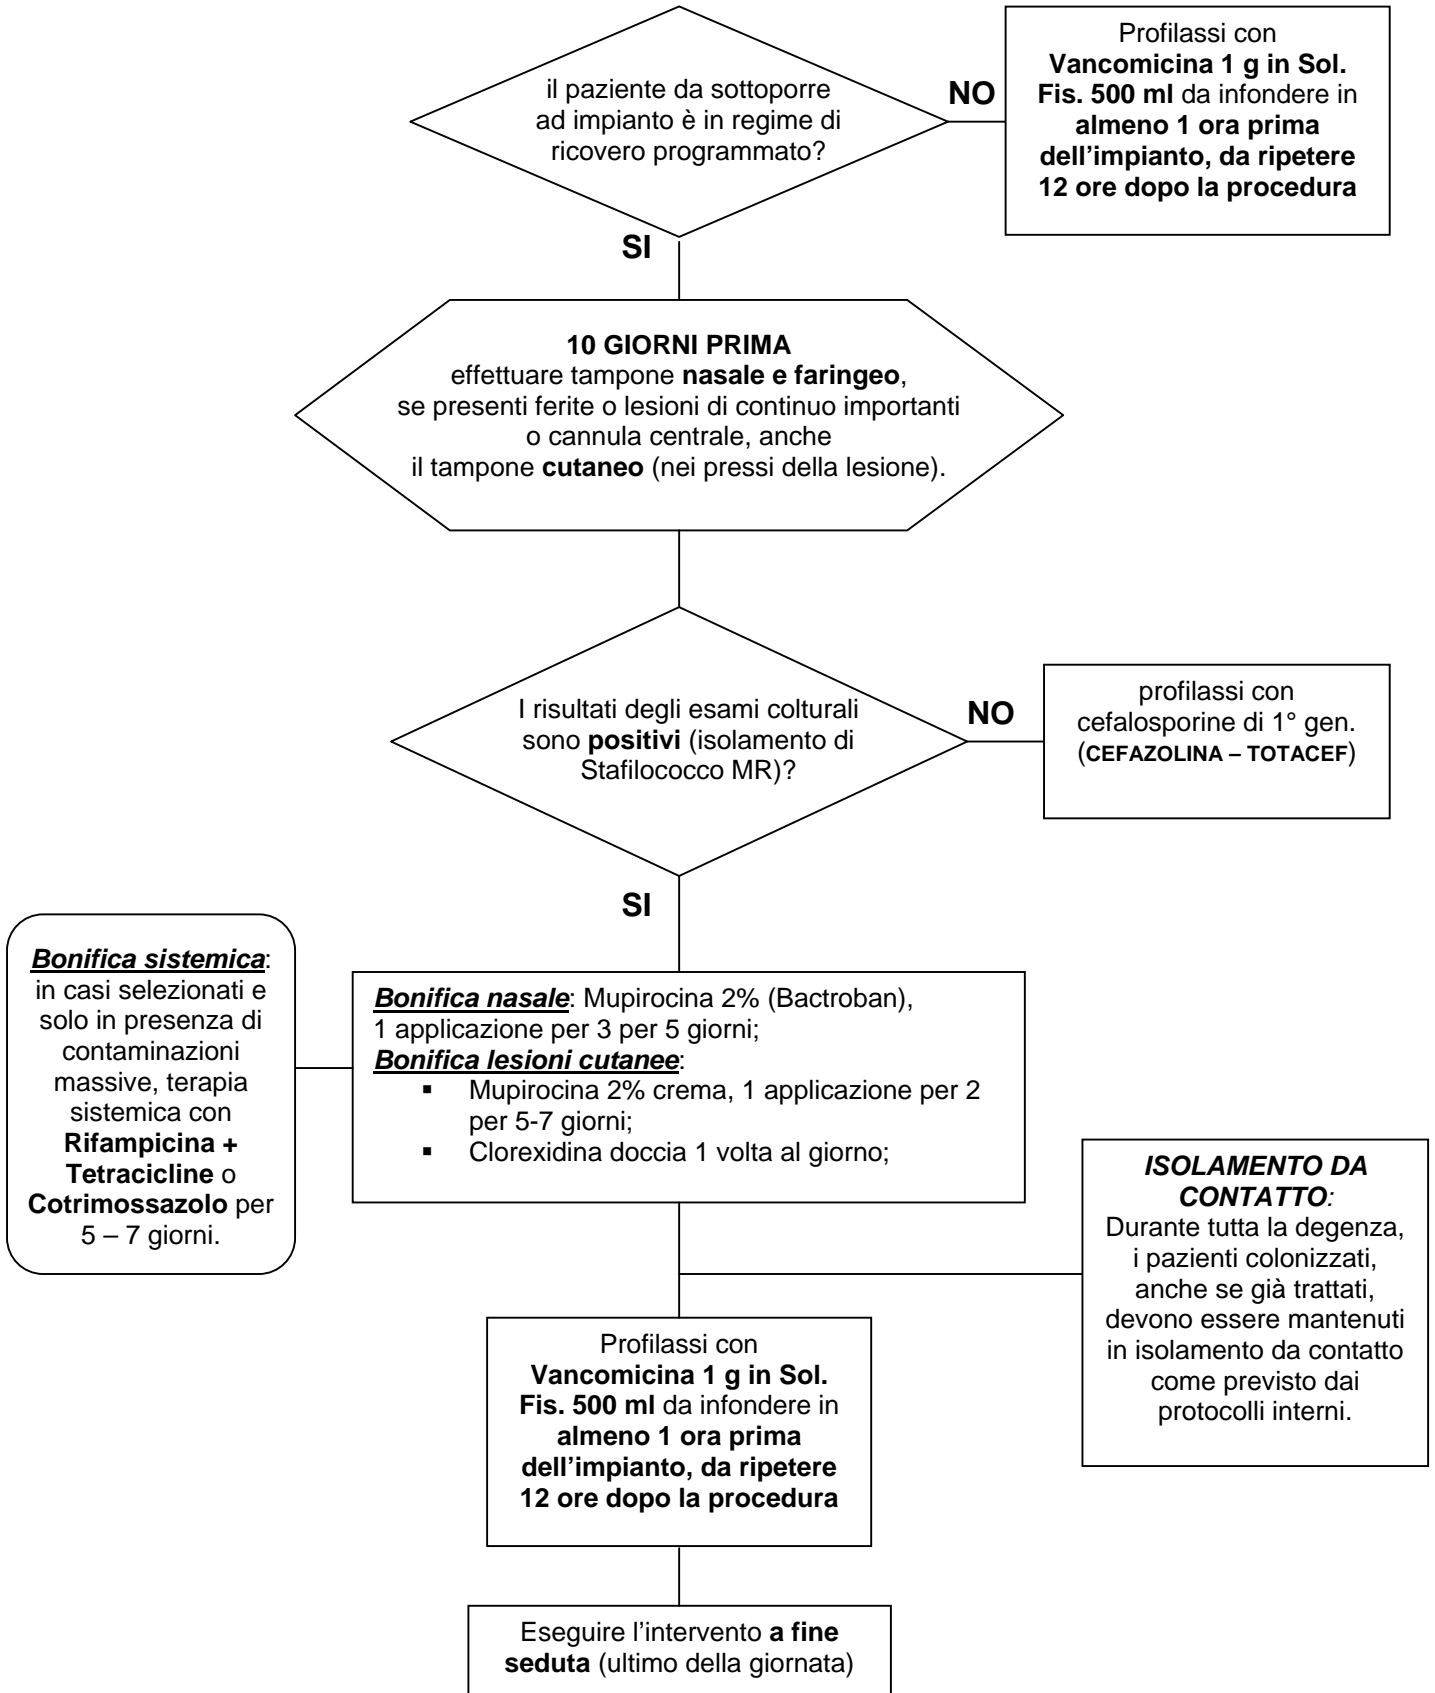 il paziente da sottoporre
ad impianto è in regime di
ricovero programmato?
NO
Profilassi con
Vancomicina 1 g in Sol.
Fis. 500 ml da infondere in
almeno 1 ora prima
dell’impianto, da ripetere
12 ore dopo la procedura
SI
10 GIORNI PRIMA
effettuare tampone nasale e faringeo,
se presenti ferite o lesioni di continuo importanti
o cannula centrale, anche
il tampone cutaneo (nei pressi della lesione).
I risultati degli esami colturali
sono positivi (isolamento di
Stafilococco MR)?
NO
profilassi con
cefalosporine di 1° gen.
(CEFAZOLINA – TOTACEF)
SI
Bonifica sistemica:
in casi selezionati e
solo in presenza di
contaminazioni
massive, terapia
sistemica con
Rifampicina +
Tetracicline o
Cotrimossazolo per
5 – 7 giorni.
Bonifica nasale: Mupirocina 2% (Bactroban),
1 applicazione per 3 per 5 giorni;
Bonifica lesioni cutanee:
▪ Mupirocina 2% crema, 1 applicazione per 2
per 5-7 giorni;
▪ Clorexidina doccia 1 volta al giorno;
ISOLAMENTO DA
CONTATTO:
Durante tutta la degenza,
i pazienti colonizzati,
anche se già trattati,
devono essere mantenuti
in isolamento da contatto
come previsto dai
protocolli interni.
Profilassi con
Vancomicina 1 g in Sol.
Fis. 500 ml da infondere in
almeno 1 ora prima
dell’impianto, da ripetere
12 ore dopo la procedura
Eseguire l’intervento a fine
seduta (ultimo della giornata)